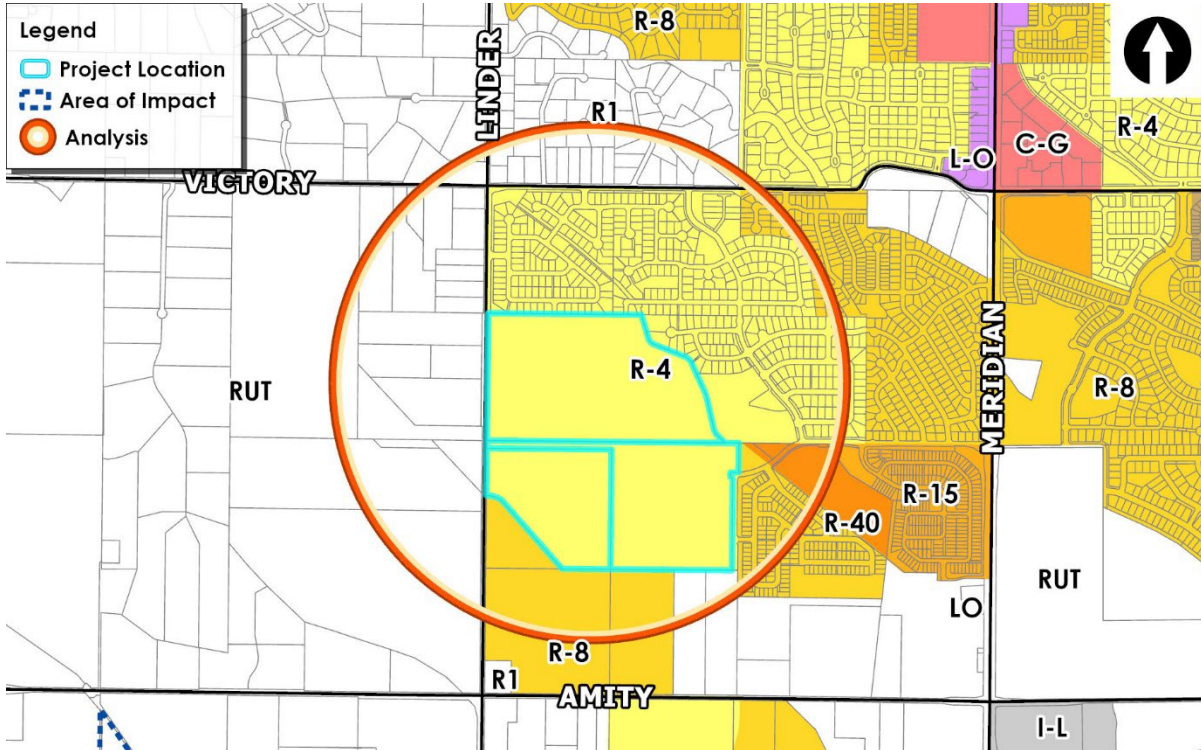 Legend
Project Location
Area of Impact
Analysis
R-8
LINDER
R1
R-4
C-G
L-O
VICTORY
R-4
RUT
MERIDIAN
R-8
R-15
R-40
RUT
LO
R-8
R1
AMITY
I-L